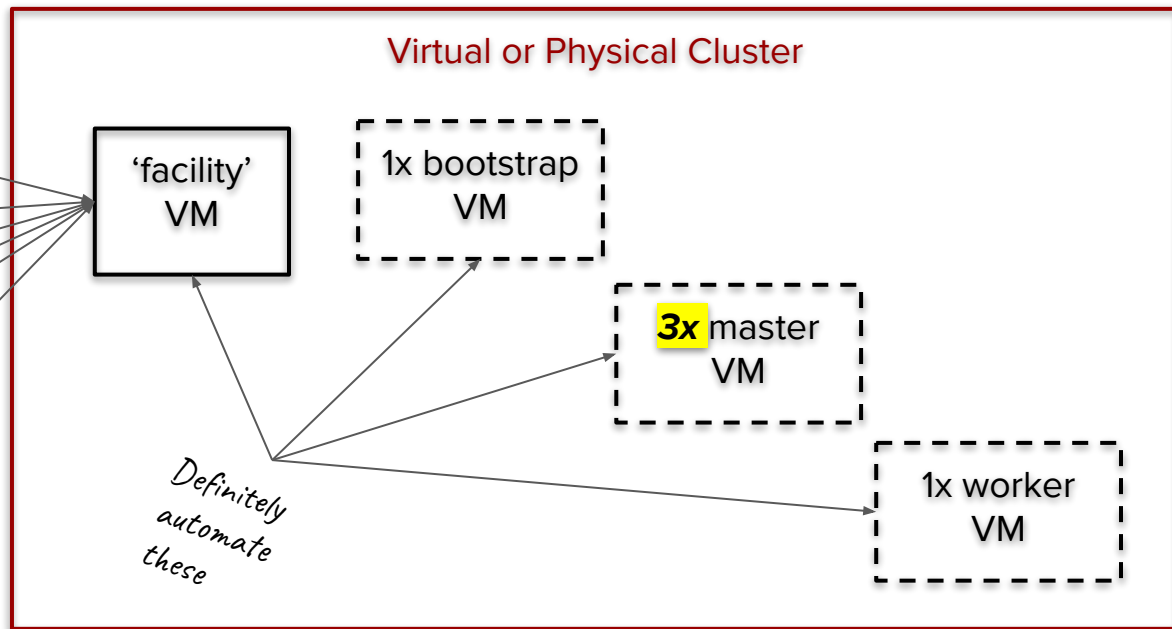 Virtual or Physical Cluster
‘facility’
VM
1x bootstrap
VM
3x master
VM
1x worker
VM
Definitely
automate
these